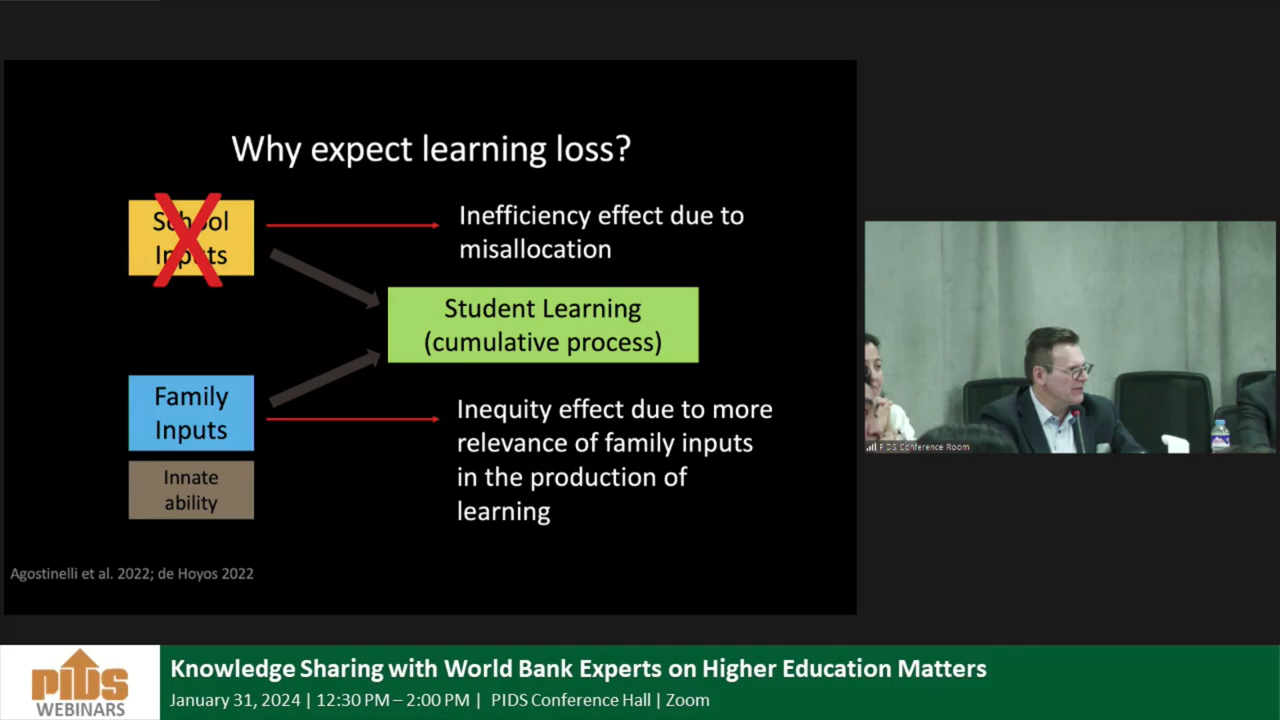 Why expect learning loss?
School
Inputs
Inefficiency effect due to
misallocation
Student Learning
(cumulative process)
Family
Inputs
Inequity effect due to more
relevance of family inputs
in the production of
learning
Innate
ability
Agostinelli et al. 2022; de Hoyos 2022
PIDS Conference Room
PIDS
WEBINARS
Knowledge Sharing with World Bank Experts on Higher Education Matters
January 31, 2024 | 12:30 PM – 2:00 PM | PIDS Conference Hall | Zoom